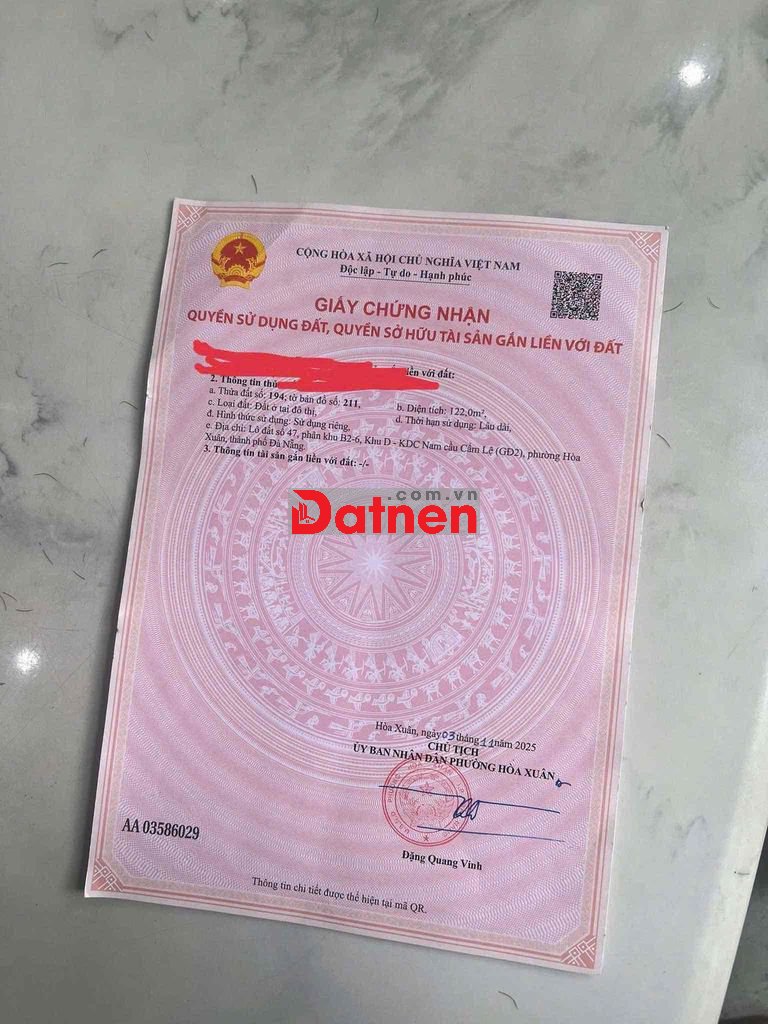 CỘNG HÒA XÃ HỘI CHỦ NGHĨA VIỆT NAM
Độc lập - Tự do - Hạnh phúc
GIẤY CHỨNG NHẬN
QUYỀN SỬ DỤNG ĐẤT, QUYỀN SỞ HỮU TÀI SẢN GẮN LIỀN VỚI ĐẤT
liền với đất:
2. Thông tin
a. Thửa đất số: 194; tờ bản đồ số: 211,
b. Diện tích: 122,0m²,
c. Loại đất: Đất ở tại đô thị,
d. Thời hạn sử dụng: Lâu dài,
đ. Hình thức sử dụng: Sử dụng riêng,
e. Địa chỉ: Lô đất số 47, phân khu B2-6, Khu D - KDC Nam cầu Cẩm Lệ (GĐ2), phường Hòa
Xuân, thành phố Đà Nẵng.
3. Thông tin tài sản gắn liền với đất: -/-
Datnen
.com.vn
Hòa Xuân, ngày 03 tháng 11 năm 2025
CHỦ TỊCH
ỦY BAN NHÂN DÂN PHƯỜNG HÒA XUÂN
Đặng Quang Vinh
AA 03586029
Thông tin chi tiết được thể hiện tại mã QR.